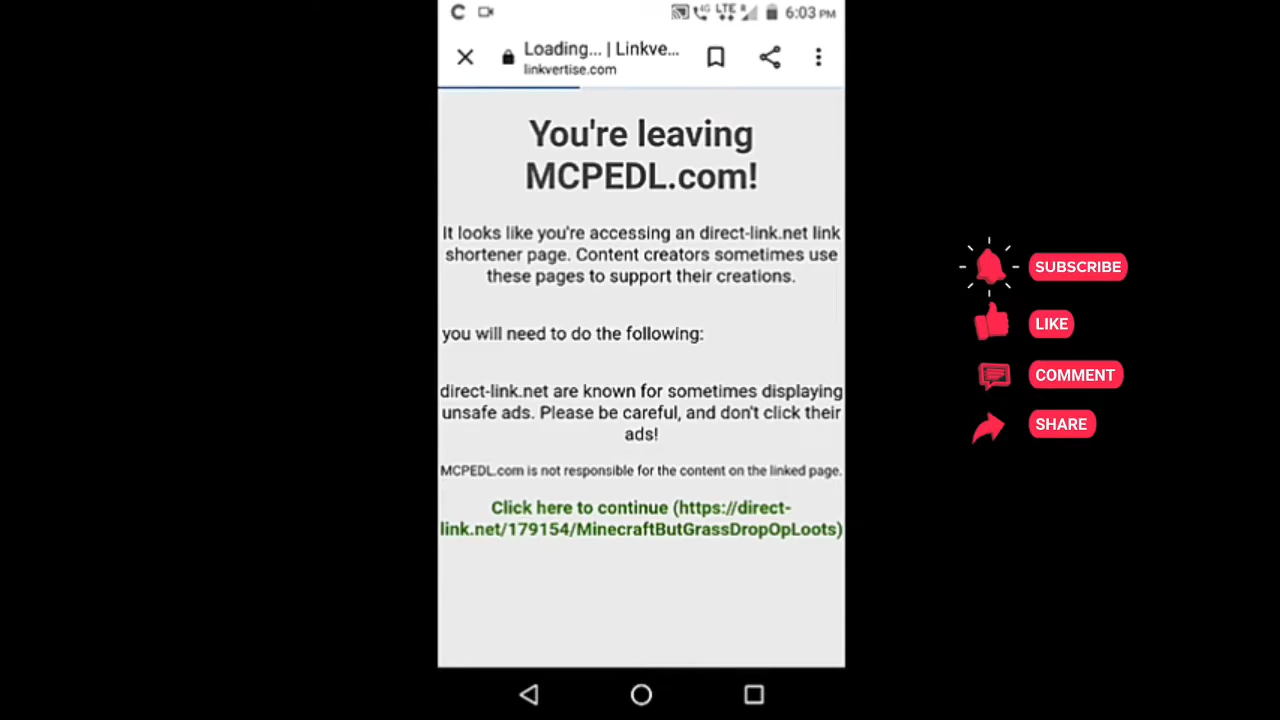 4G LTE R 6:03 PM
Loading... | Linkve...
linkvertise.com
You're leaving
MCPEDL.com!
It looks like you're accessing an direct-link.net link
shortener page. Content creators sometimes use
these pages to support their creations.
you will need to do the following:
direct-link.net are known for sometimes displaying
unsafe ads. Please be careful, and don't click their
ads!
MCPEDL.com is not responsible for the content on the linked page.
Click here to continue (https://direct-
link.net/179154/MinecraftButGrassDropOpLoots)
SUBSCRIBE
LIKE
COMMENT
SHARE